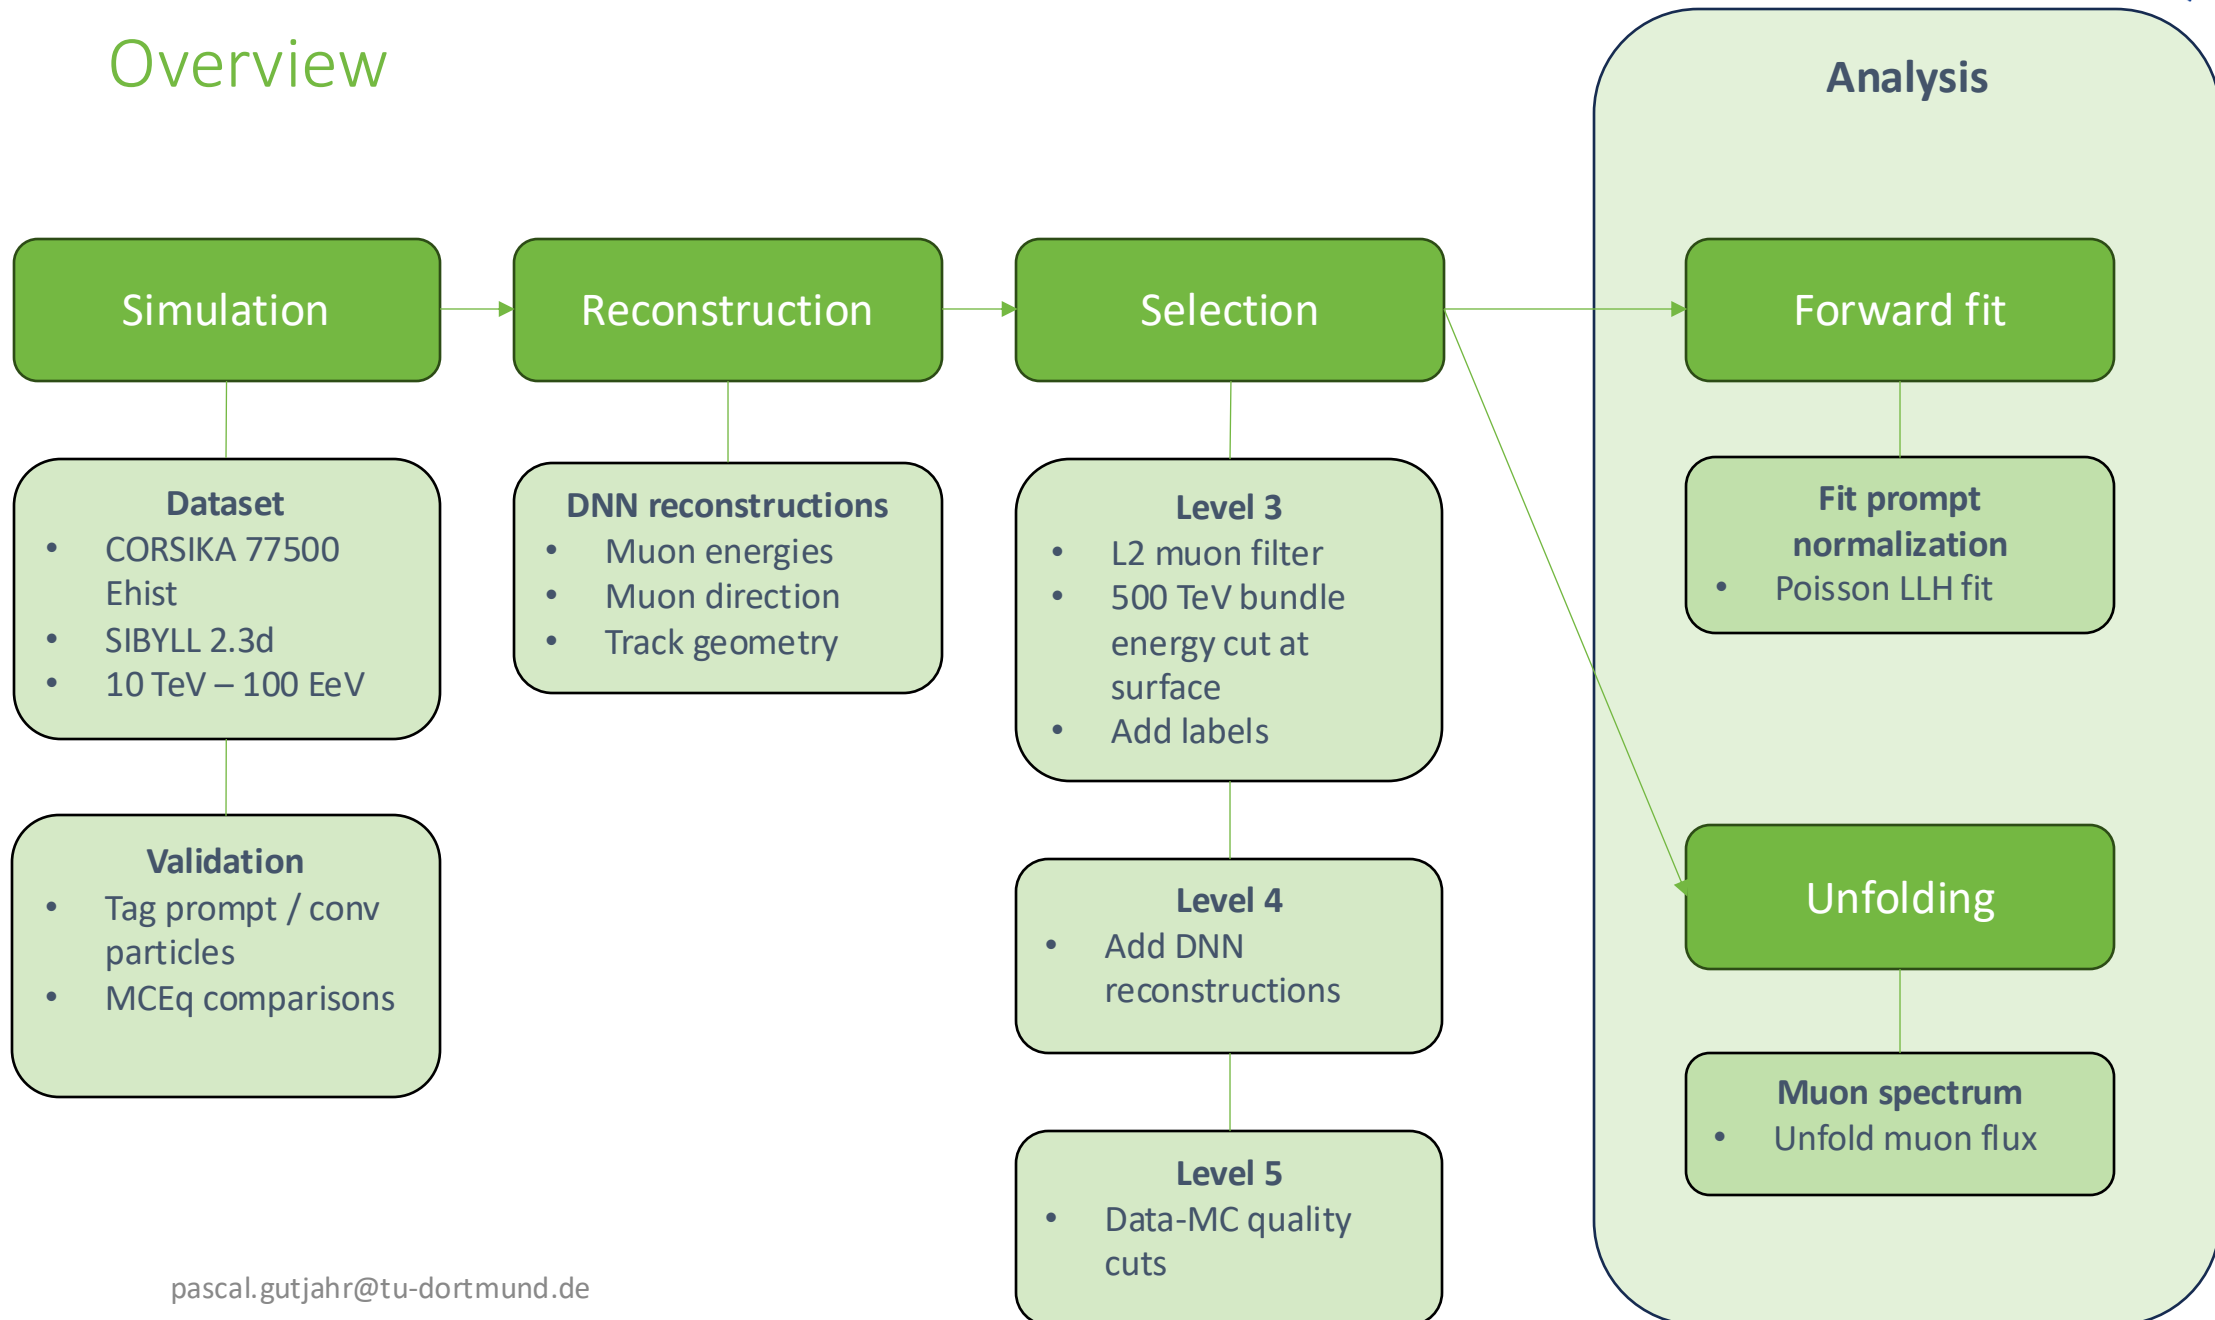 Overview
Analysis
Simulation
Reconstruction
Selection
Forward fit
Dataset
• CORSIKA 77500
Ehist
• SIBYLL 2.3d
• 10 TeV – 100 EeV
Validation
• Tag prompt / conv
particles
• MCEq comparisons
DNN reconstructions
• Muon energies
• Muon direction
• Track geometry
Level 3
• L2 muon filter
• 500 TeV bundle
energy cut at
surface
• Add labels
Level 4
• Add DNN
reconstructions
Level 5
• Data-MC quality
cuts
Fit prompt
normalization
• Poisson LLH fit
Unfolding
Muon spectrum
• Unfold muon flux
pascal.gutjahr@tu-dortmund.de